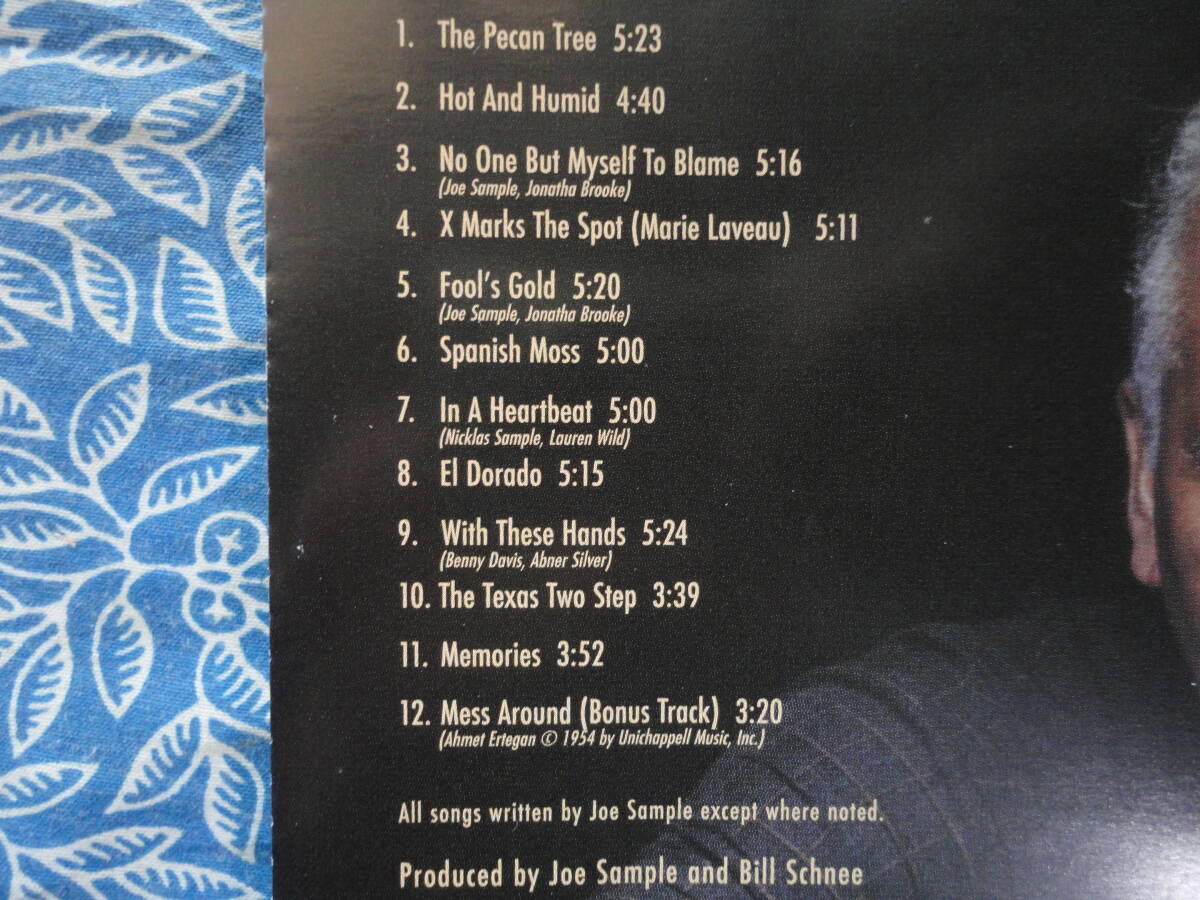 1. The Pecan Tree 5:23
2. Hot And Humid 4:40
3. No One But Myself To Blame 5:16
(Joe Sample, Jonatha Brooke)
4. X Marks The Spot (Marie Laveau) 5:11
5. Fool's Gold 5:20
(Joe Sample, Jonatha Brooke)
6. Spanish Moss 5:00
7. In A Heartbeat 5:00
(Nicklas Sample, Lauren Wild)
8. El Dorado 5:15
9. With These Hands 5:24
(Benny Davis, Abner Silver)
10. The Texas Two Step 3:39
11. Memories 3:52
12. Mess Around (Bonus Track) 3:20
(Ahmet Ertegan © 1954 by Unichappell Music, Inc.)
All songs written by Joe Sample except where noted.
Produced by Joe Sample and Bill Schnee